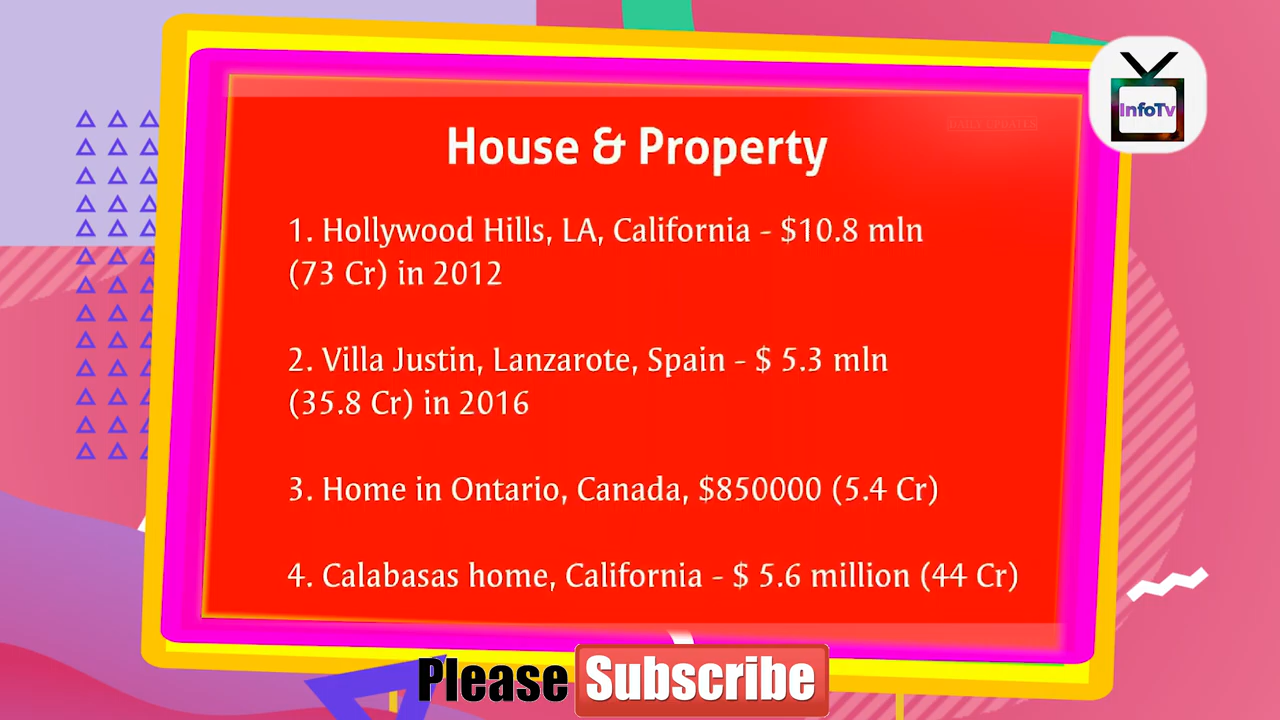 InfoTv
DAILY UPDATES
House & Property
1. Hollywood Hills, LA, California - $10.8 mln
(73 Cr) in 2012
2. Villa Justin, Lanzarote, Spain - $ 5.3 mln
(35.8 Cr) in 2016
3. Home in Ontario, Canada, $850000 (5.4 Cr)
4. Calabasas home, California - $ 5.6 million (44 Cr)
Please Subscribe